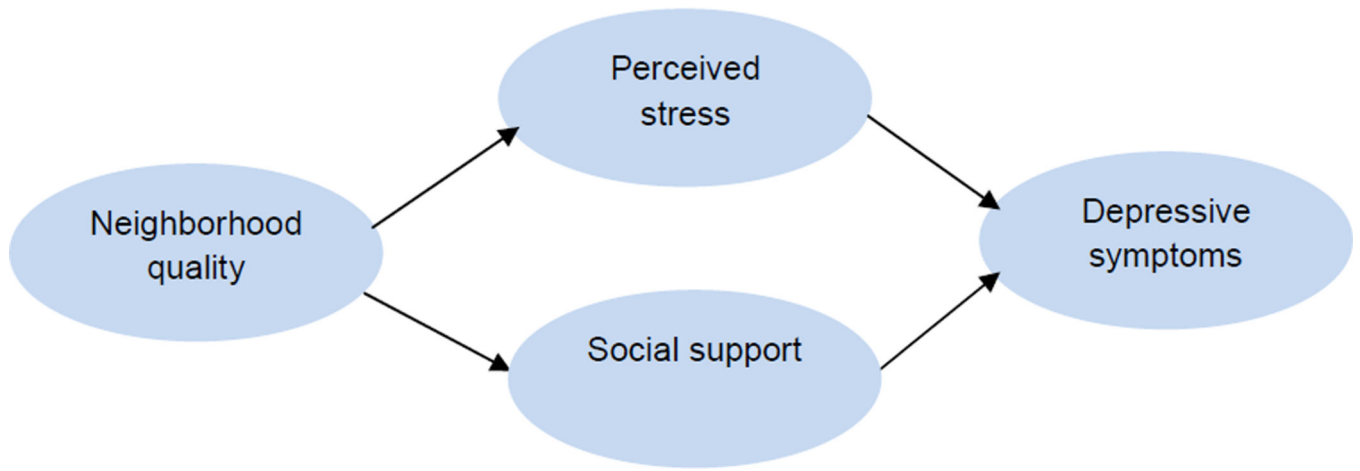 Perceived
stress
Neighborhood
quality
Depressive
symptoms
Social support